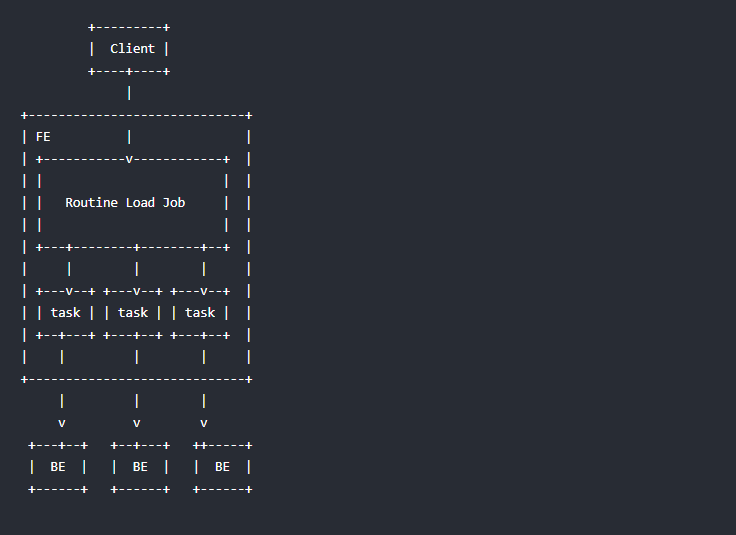 +---------+
         |  Client |
         +----+----+
              |
+-----------------------------+
| FE          |               |
| +-----------v------------+  |
| |                        |  |
| |   Routine Load Job     |  |
| |                        |  |
| +---+--------+--------+--+  |
|     |        |        |     |
| +---v--+ +---v--+ +---v--+  |
| | task | | task | | task |  |
| +--+---+ +---+--+ +---+--+  |
|    |         |        |     |
+-----------------------------+
     |         |        |
     v         v        v
 +---+--+   +--+---+   ++-----+
 |  BE  |   |  BE  |   |  BE  |
 +------+   +------+   +------+